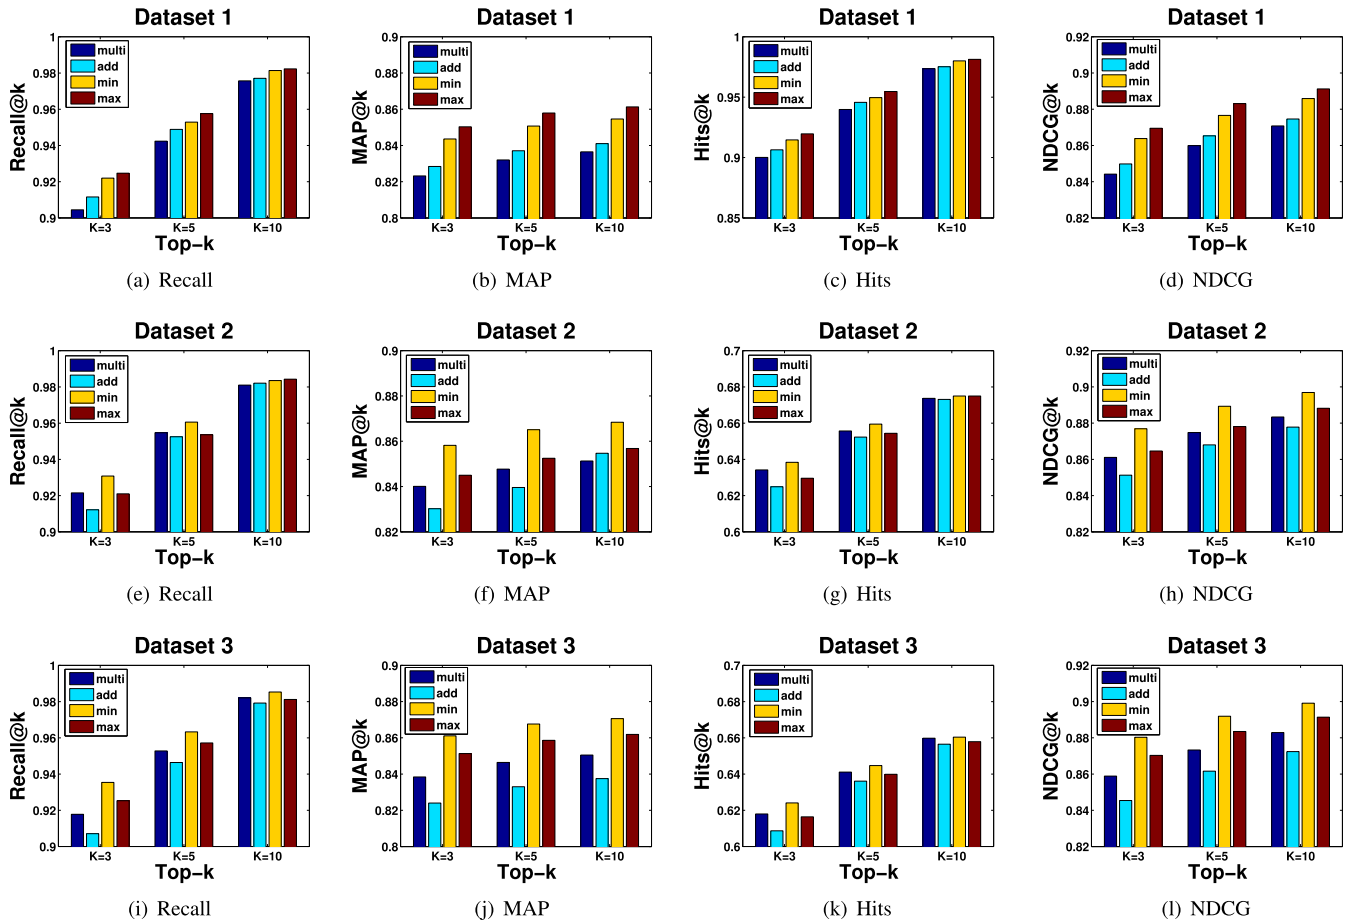 Dataset 1
Recall@k
1
0.98
0.96
0.94
0.92
0.9
multi
add
min
max
K=3 K=5 K=10
Top-k
(a) Recall
Dataset 1
MAP@k
0.9
0.88
0.86
0.84
0.82
0.8
multi
add
min
max
K=3 K=5 K=10
Top-k
(b) MAP
Dataset 1
Hits@k
1
0.95
0.9
0.85
multi
add
min
max
K=3 K=5 K=10
Top-k
(c) Hits
Dataset 1
NDCG@k
0.92
0.9
0.88
0.86
0.84
0.82
multi
add
min
max
K=3 K=5 K=10
Top-k
(d) NDCG
Dataset 2
Recall@k
1
0.98
0.96
0.94
0.92
0.9
multi
add
min
max
K=3 K=5 K=10
Top-k
(e) Recall
Dataset 2
MAP@k
0.9
0.88
0.86
0.84
0.82
multi
add
min
max
K=3 K=5 K=10
Top-k
(f) MAP
Dataset 2
Hits@k
0.7
0.68
0.66
0.64
0.62
0.6
multi
add
min
max
K=3 K=5 K=10
Top-k
(g) Hits
Dataset 2
NDCG@k
0.92
0.9
0.88
0.86
0.84
0.82
multi
add
min
max
K=3 K=5 K=10
Top-k
(h) NDCG
Dataset 3
Recall@k
1
0.98
0.96
0.94
0.92
0.9
multi
add
min
max
K=3 K=5 K=10
Top-k
(i) Recall
Dataset 3
MAP@k
0.9
0.88
0.86
0.84
0.82
0.8
multi
add
min
max
K=3 K=5 K=10
Top-k
(j) MAP
Dataset 3
Hits@k
0.7
0.68
0.66
0.64
0.62
0.6
multi
add
min
max
K=3 K=5 K=10
Top-k
(k) Hits
Dataset 3
NDCG@k
0.92
0.9
0.88
0.86
0.84
0.82
multi
add
min
max
K=3 K=5 K=10
Top-k
(l) NDCG